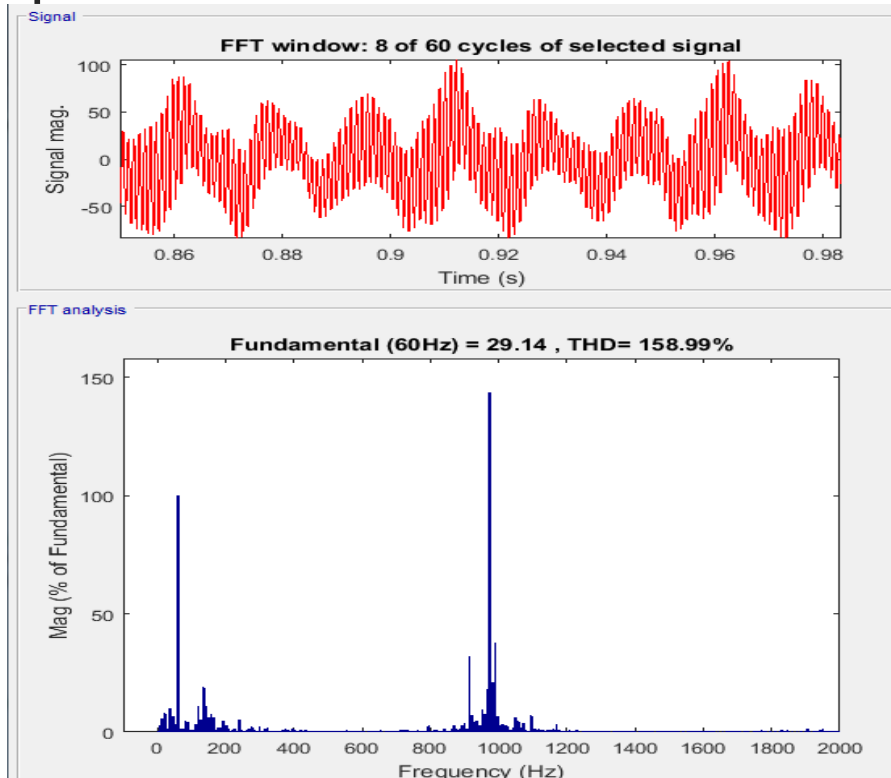 Signal
FFT window: 8 of 60 cycles of selected signal
Signal mag.
100
50
0
-50
0.86 0.88 0.9 0.92 0.94 0.96 0.98
Time (s)
FFT analysis
Fundamental (60Hz) = 29.14 , THD= 158.99%
Mag (% of Fundamental)
150
100
50
0
0 200 400 600 800 1000 1200 1400 1600 1800 2000
Frequency (Hz)